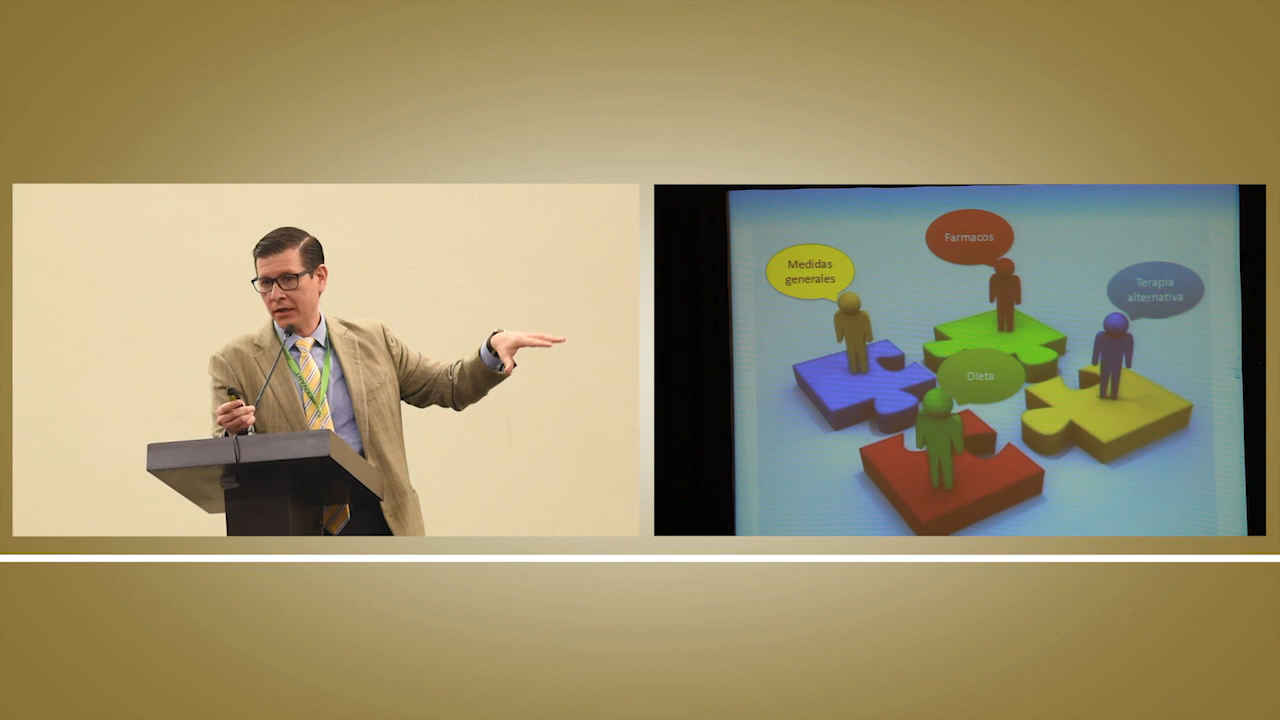 Farmacos
Medidas
generales
Terapia
alternativa
Dieta